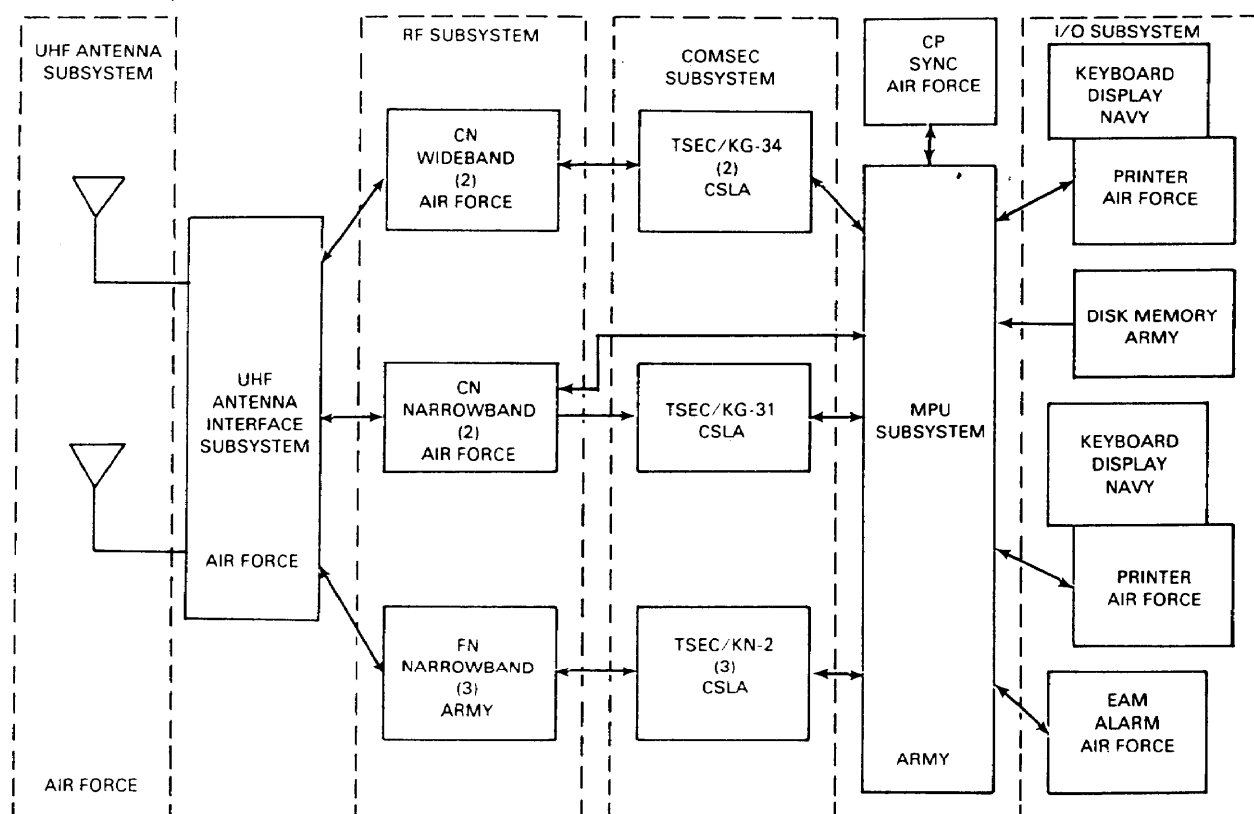 UHF ANTENNA
SUBSYSTEM
AIR FORCE
UHF
ANTENNA
INTERFACE
SUBSYSTEM
AIR FORCE
RF SUBSYSTEM
CN
WIDEBAND
(2)
AIR FORCE
CN
NARROWBAND
(2)
AIR FORCE
FN
NARROWBAND
(3)
ARMY
COMSEC
SUBSYSTEM
TSEC/KG-34
(2)
CSLA
TSEC/KG-31
CSLA
TSEC/KN-2
(3)
CSLA
CP
SYNC
AIR FORCE
MPU
SUBSYSTEM
ARMY
I/O SUBSYSTEM
KEYBOARD
DISPLAY
NAVY
PRINTER
AIR FORCE
DISK MEMORY
ARMY
KEYBOARD
DISPLAY
NAVY
PRINTER
AIR FORCE
EAM
ALARM
AIR FORCE